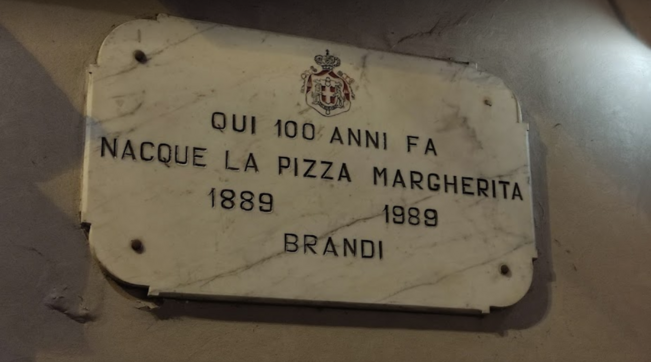 QUI 100 ANNI FA
NACQUE LA PIZZA MARGHERITA
1889 1989
BRANDI